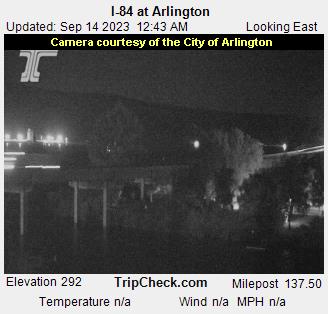 I-84 at Arlington
Updated: Sep 14 2023 12:43 AM Looking East
Camera courtesy of the City of Arlington
Elevation 292 TripCheck.com Milepost 137.50
Temperature n/a Wind n/a MPH n/a